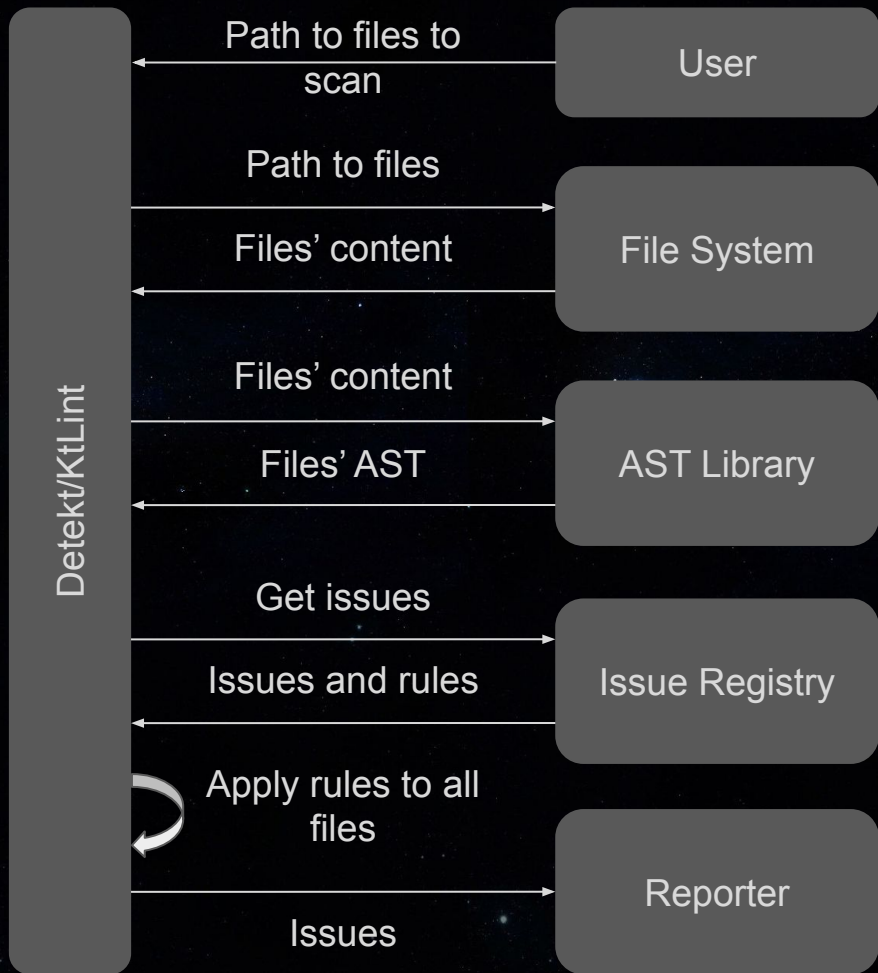 Path to files to
scan
User
Path to files
Files’ content
File System
Files’ content
Files’ AST
AST Library
Detekt/KtLint
Get issues
Issues and rules
Issue Registry
Apply rules to all
files
Issues
Reporter